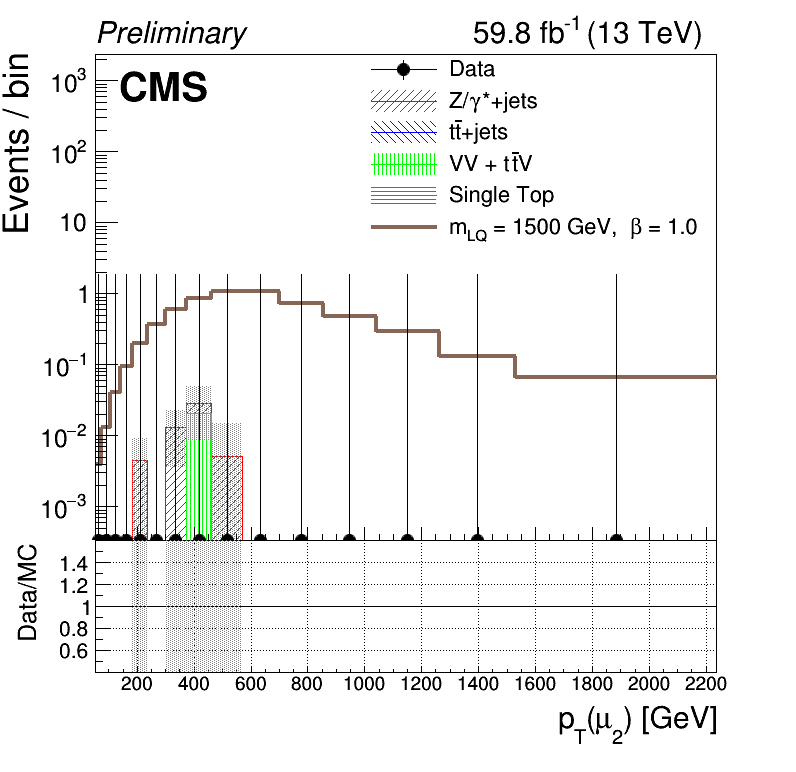 Preliminary 59.8 fb⁻¹ (13 TeV)
CMS
Data
Z/γ*+jets
tt̄+jets
VV + tt̄V
Single Top
m_LQ = 1500 GeV, β = 1.0
Events / bin
10³
10²
10
1
10⁻¹
10⁻²
10⁻³
Data/MC
1.4
1.2
1
0.8
0.6
200 400 600 800 1000 1200 1400 1600 1800 2000 2200
p_T(μ₂) [GeV]